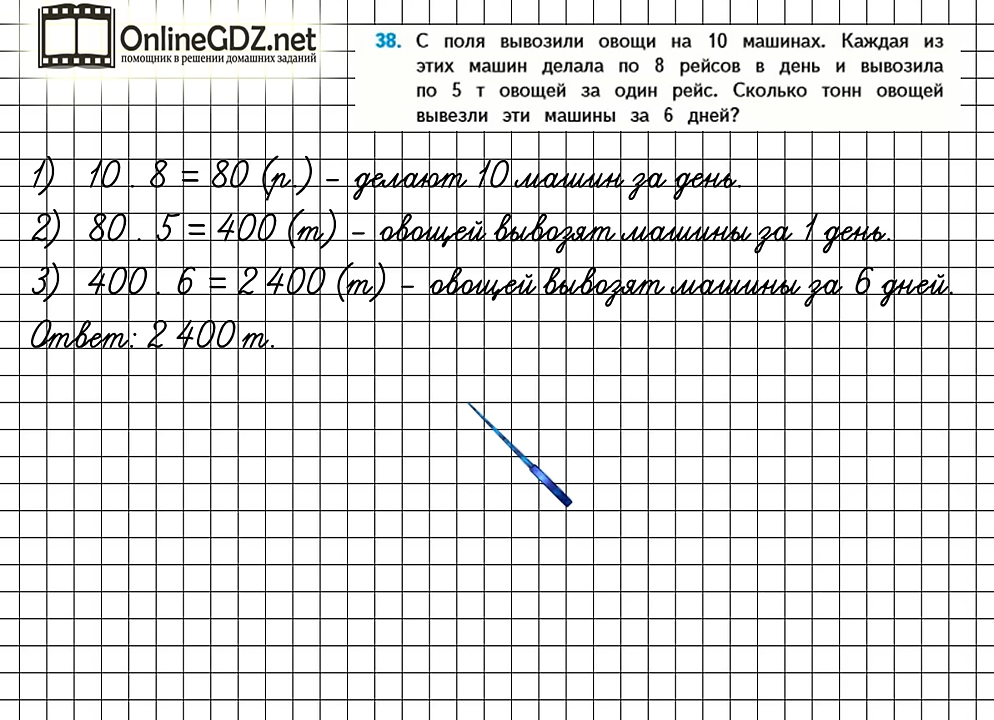 OnlineGDZ.net
помощник в решении домашних заданий
38. С поля вывозили овощи на 10 машинах. Каждая из
этих машин делала по 8 рейсов в день и вывозила
по 5 т овощей за один рейс. Сколько тонн овощей
вывезли эти машины за 6 дней?
1) 10 . 8 = 80 (р.) – делают 10 машин за день.
2) 80 . 5 = 400 (т) – овощей вывозят машины за 1 день.
3) 400 . 6 = 2 400 (т) – овощей вывозят машины за 6 дней.
Ответ: 2 400 т.